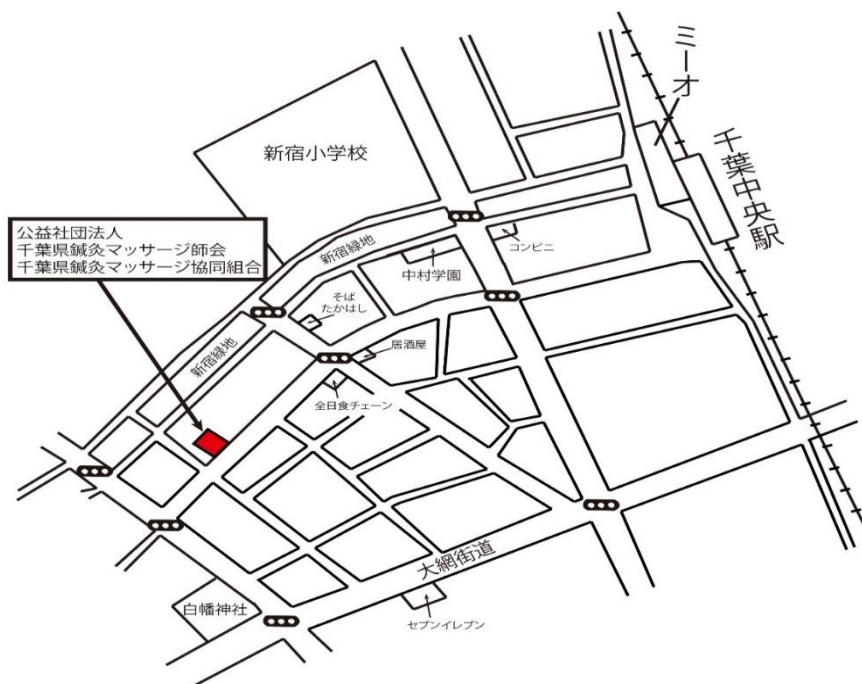 ミーオ
千葉中央駅
新宿小学校
公益社団法人
千葉県鍼灸マッサージ師会
千葉県鍼灸マッサージ協同組合
新宿緑地
コンビニ
中村学園
そば
たかはし
新宿緑地
居酒屋
全日食チェーン
大網街道
白幡神社
セブンイレブン